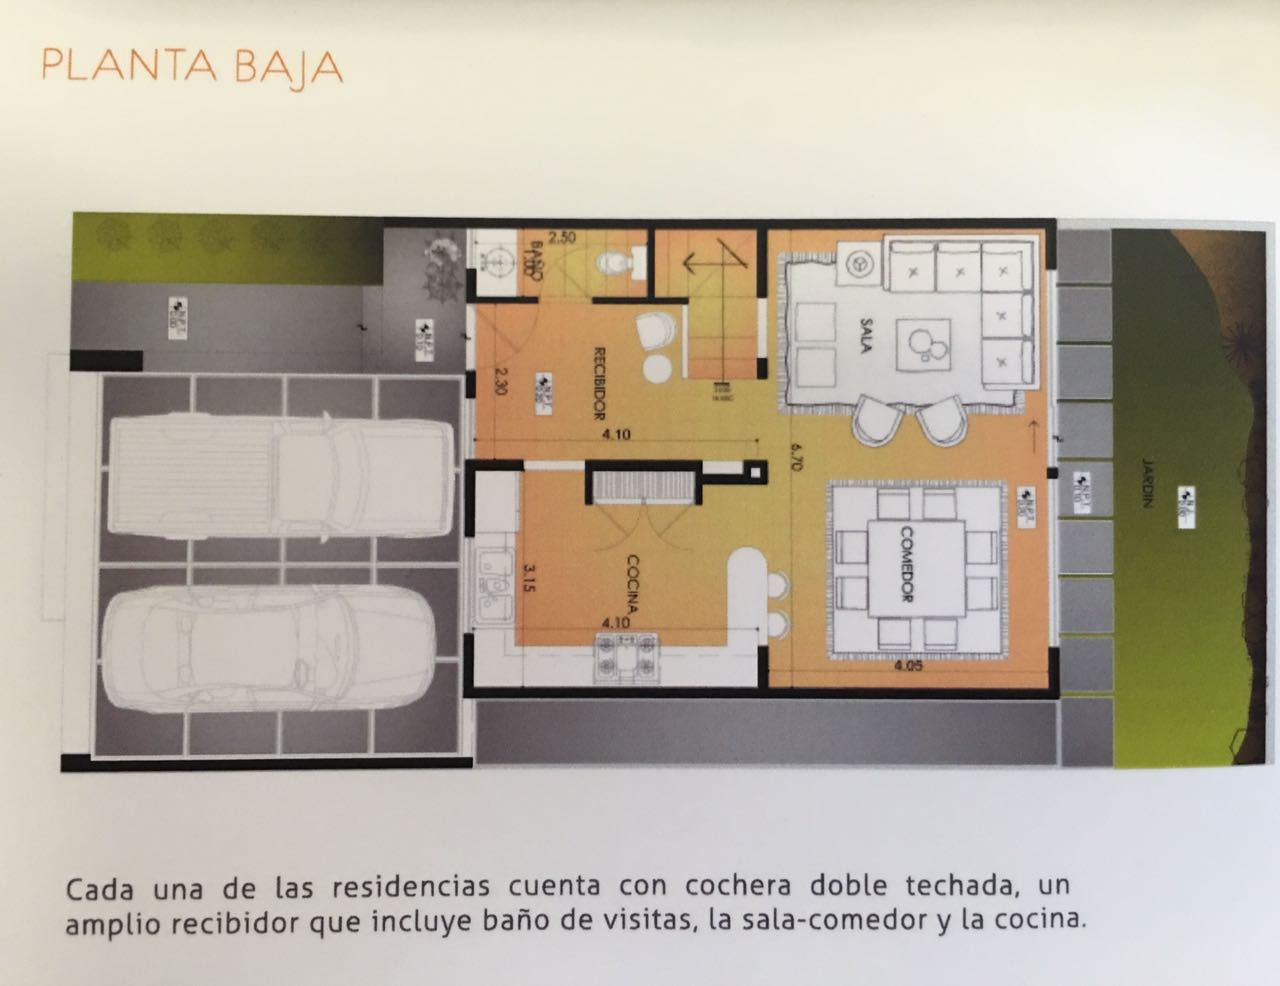 PLANTA BAJA
2.50
BAÑO
1.00
SALA
RECIBIDOR
2.30
4.10
6.70
JARDIN
COMEDOR
COCINA
3.15
4.10
4.05
Cada una de las residencias cuenta con cochera doble techada, un
amplio recibidor que incluye baño de visitas, la sala-comedor y la cocina.